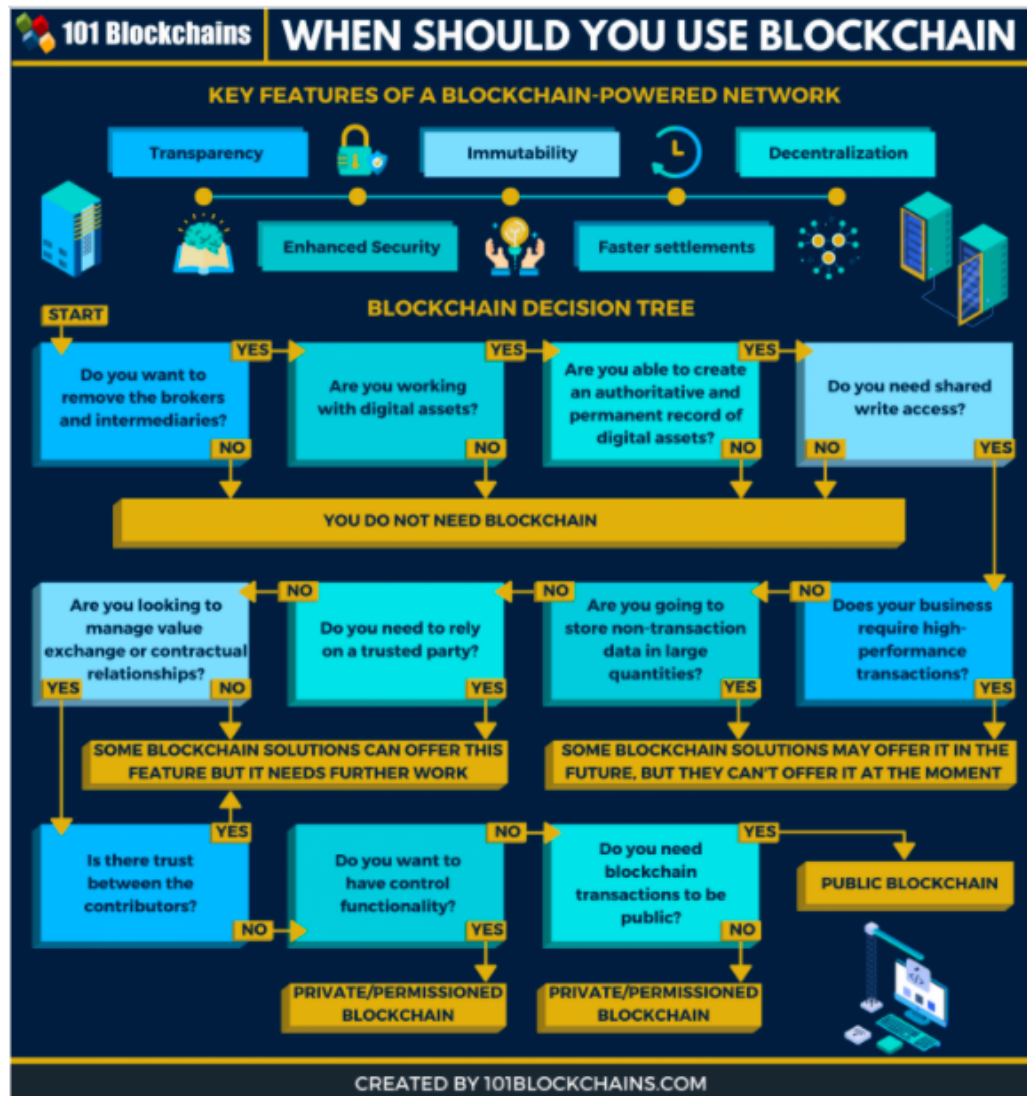 101 Blockchains
WHEN SHOULD YOU USE BLOCKCHAIN
KEY FEATURES OF A BLOCKCHAIN-POWERED NETWORK
Transparency
Immutability
Decentralization
Enhanced Security
Faster settlements
BLOCKCHAIN DECISION TREE
START
Do you want to
remove the brokers
and intermediaries?
YES
NO
Are you working
with digital assets?
YES
NO
Are you able to create
an authoritative and
permanent record of
digital assets?
YES
NO
Do you need shared
write access?
NO
YES
YOU DO NOT NEED BLOCKCHAIN
Does your business
require high-
performance
transactions?
NO
YES
Are you going to
store non-transaction
data in large
quantities?
NO
YES
Do you need to rely
on a trusted party?
NO
YES
Are you looking to
manage value
exchange or contractual
relationships?
YES
NO
SOME BLOCKCHAIN SOLUTIONS CAN OFFER THIS
FEATURE BUT IT NEEDS FURTHER WORK
SOME BLOCKCHAIN SOLUTIONS MAY OFFER IT IN THE
FUTURE, BUT THEY CAN'T OFFER IT AT THE MOMENT
Is there trust
between the
contributors?
YES
NO
Do you want to
have control
functionality?
NO
YES
Do you need
blockchain
transactions to be
public?
YES
NO
PUBLIC BLOCKCHAIN
PRIVATE/PERMISSIONED
BLOCKCHAIN
PRIVATE/PERMISSIONED
BLOCKCHAIN
CREATED BY 101BLOCKCHAINS.COM